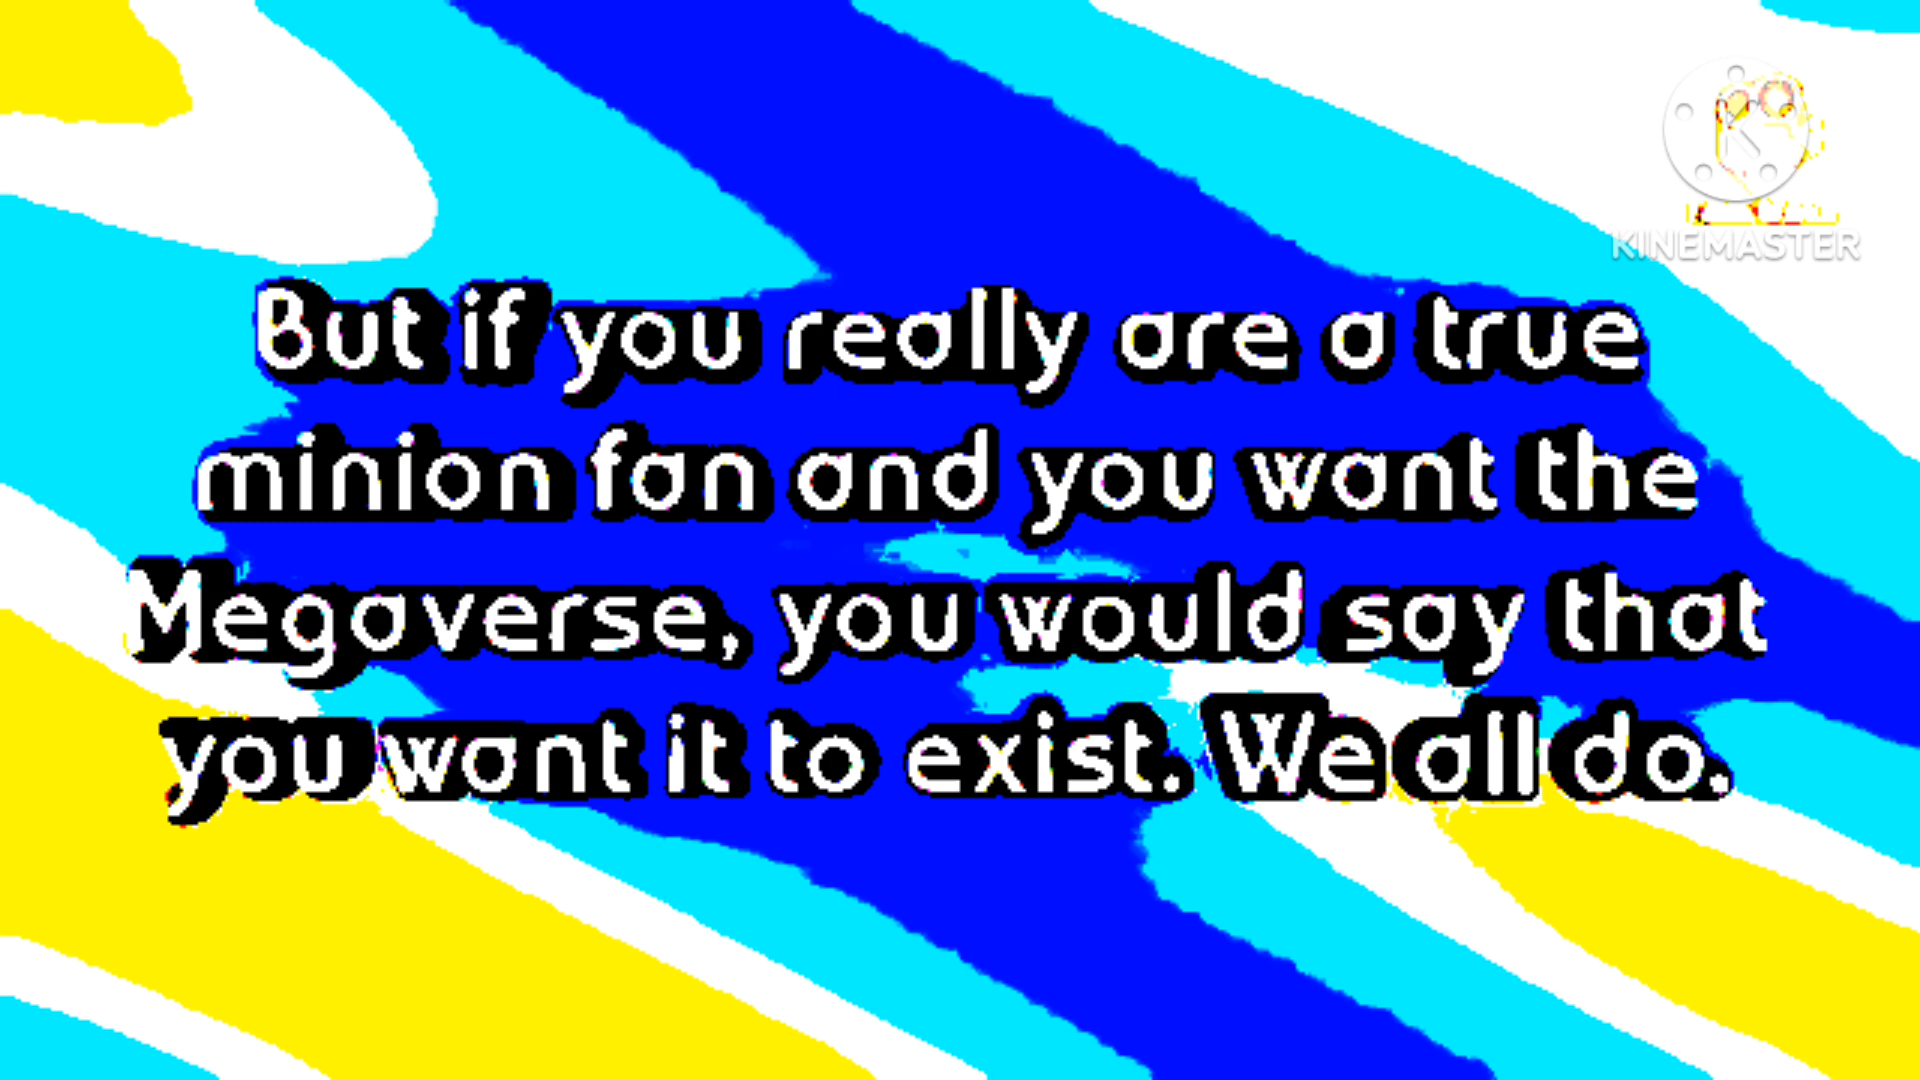 KINEMASTER
But if you really are a true
minion fan and you want the
Megaverse, you would say that
you want it to exist. We all do.